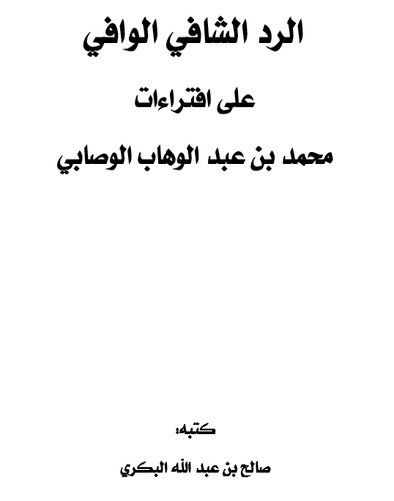 الرد الشافي الوافي
على افتراءات
محمد بن عبد الوهاب الوصابي
كتبه:
صالح بن عبد الله البكري